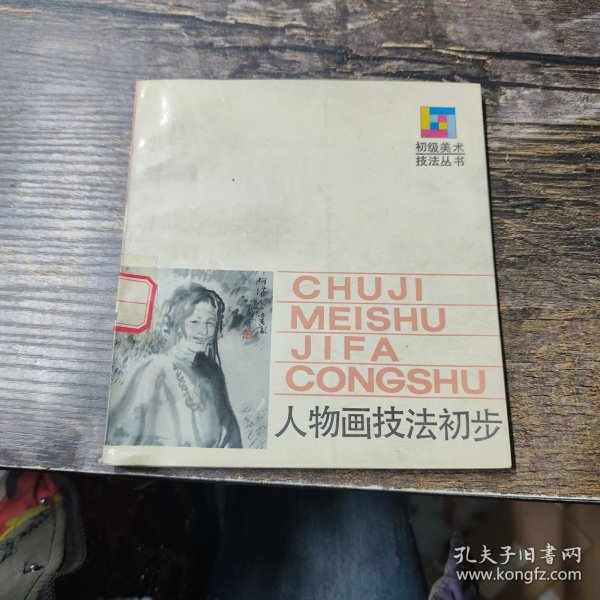 初级美术
技法丛书
CHUJI
MEISHU
JIFA
CONGSHU
人物画技法初步
孔夫子旧书网
www.kongfz.com